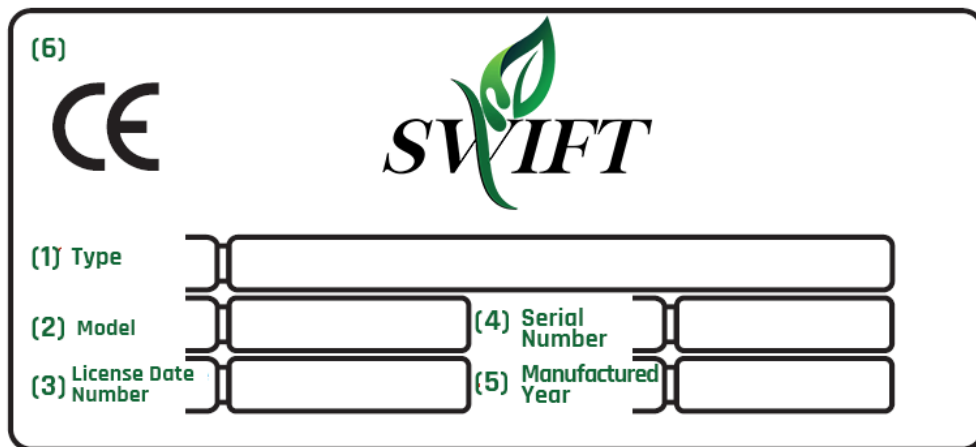 (6)
CE
SWIFT
(1) Type
(2) Model
(4) Serial Number
(3) License Date Number
(5) Manufactured Year